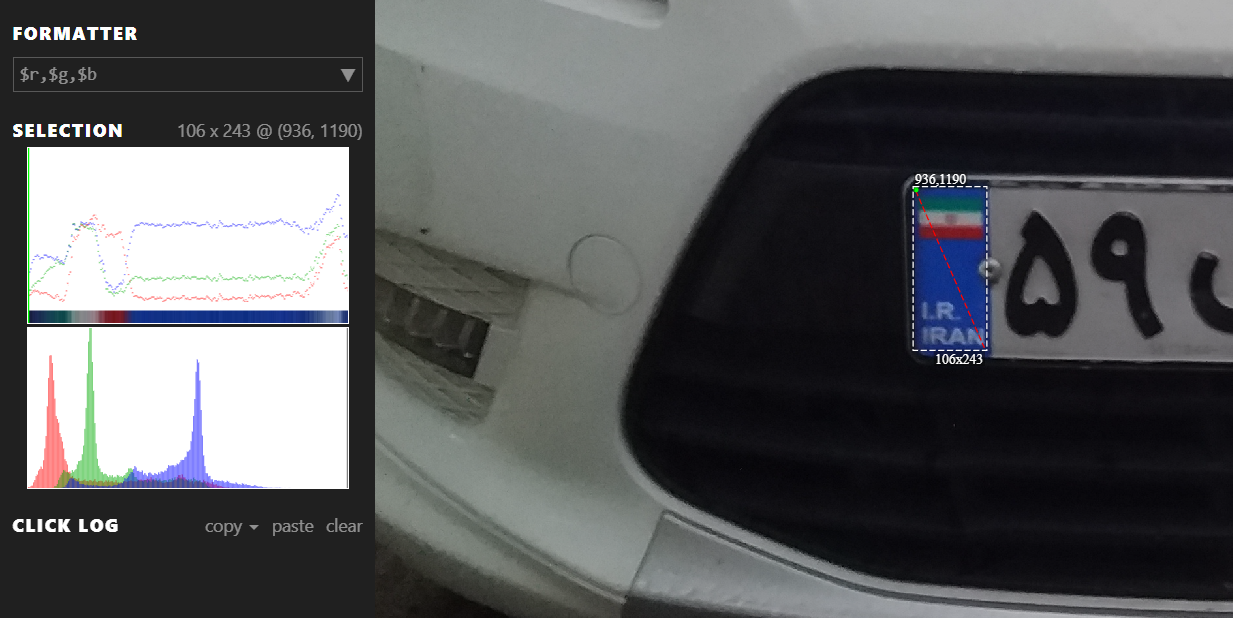 FORMATTER
$r,$g,$b
SELECTION 106 x 243 @ (936, 1190)
CLICK LOG copy paste clear
936,1190
I.R.
IRAN
106x243
۵۹